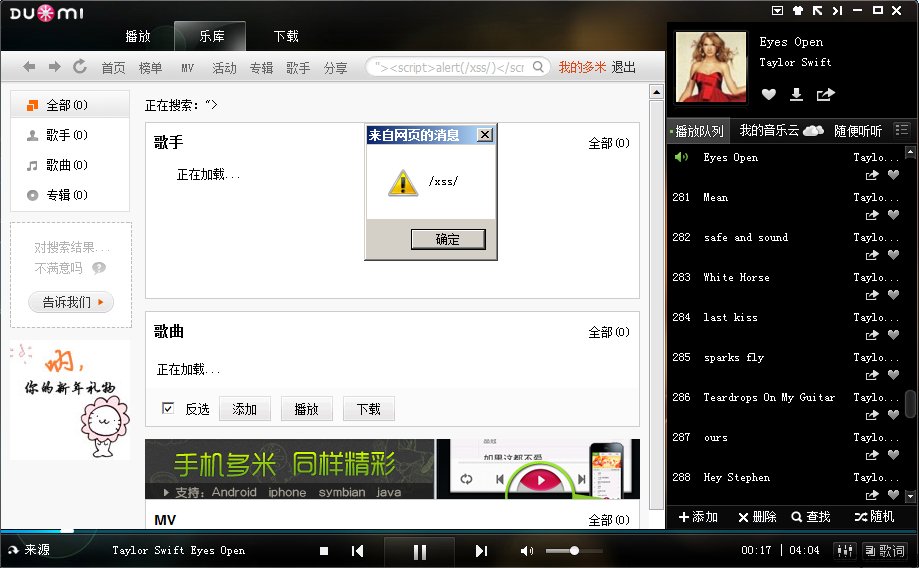 DUOMI
播放 乐库 下载
首页 榜单 MV 活动 专辑 歌手 分享 "><script>alert(/xss/)</scr 我的多米 退出
全部(0)
歌手(0)
歌曲(0)
专辑(0)
对搜索结果...
不满意吗
告诉我们
你的新年礼物
正在搜索：">
歌手 全部(0)
正在加载...
来自网页的消息
/xss/
确定
歌曲 全部(0)
正在加载...
反选 添加 播放 下载
手机多米 同样精彩
支持：Android iphone symbian java
如果这都不爱
MV 全部(0)
Eyes Open
Taylor Swift
播放队列 我的音乐云 随便听听
Eyes Open Taylo...
281 Mean Taylo...
282 safe and sound Taylo...
283 White Horse Taylo...
284 last kiss Taylo...
285 sparks fly Taylo...
286 Teardrops On My Guitar Taylo...
287 ours Taylo...
288 Hey Stephen Taylo...
添加 删除 查找 随机
来源 Taylor Swift Eyes Open 00:17 | 04:04 歌词